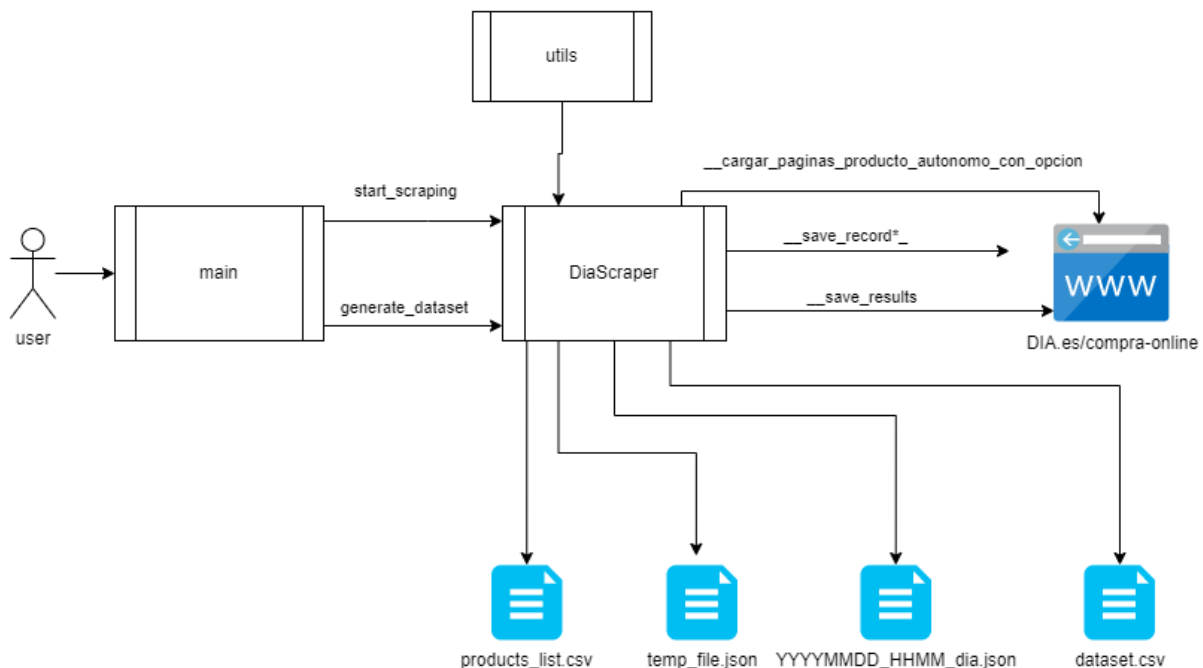 utils
__cargar_paginas_producto_autonomo_con_opcion
start_scraping
__save_record*_
main
DiaScraper
WWW
__save_results
generate_dataset
user
DIA.es/compra-online
products_list.csv
temp_file.json
YYYYMMDD_HHMM_dia.json
dataset.csv